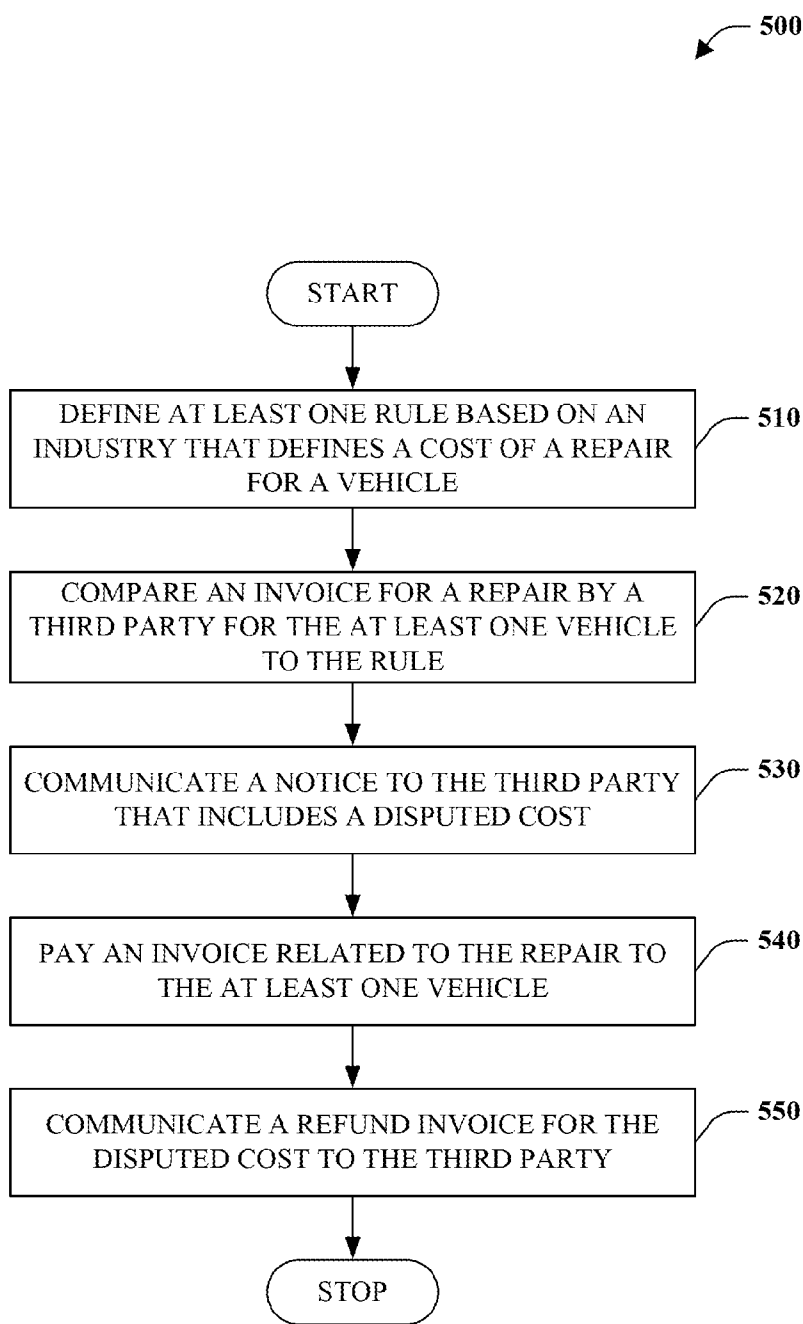 500
START
DEFINE AT LEAST ONE RULE BASED ON AN
INDUSTRY THAT DEFINES A COST OF A REPAIR
FOR A VEHICLE
510
COMPARE AN INVOICE FOR A REPAIR BY A
THIRD PARTY FOR THE AT LEAST ONE VEHICLE
TO THE RULE
520
COMMUNICATE A NOTICE TO THE THIRD PARTY
THAT INCLUDES A DISPUTED COST
530
PAY AN INVOICE RELATED TO THE REPAIR TO
THE AT LEAST ONE VEHICLE
540
COMMUNICATE A REFUND INVOICE FOR THE
DISPUTED COST TO THE THIRD PARTY
550
STOP